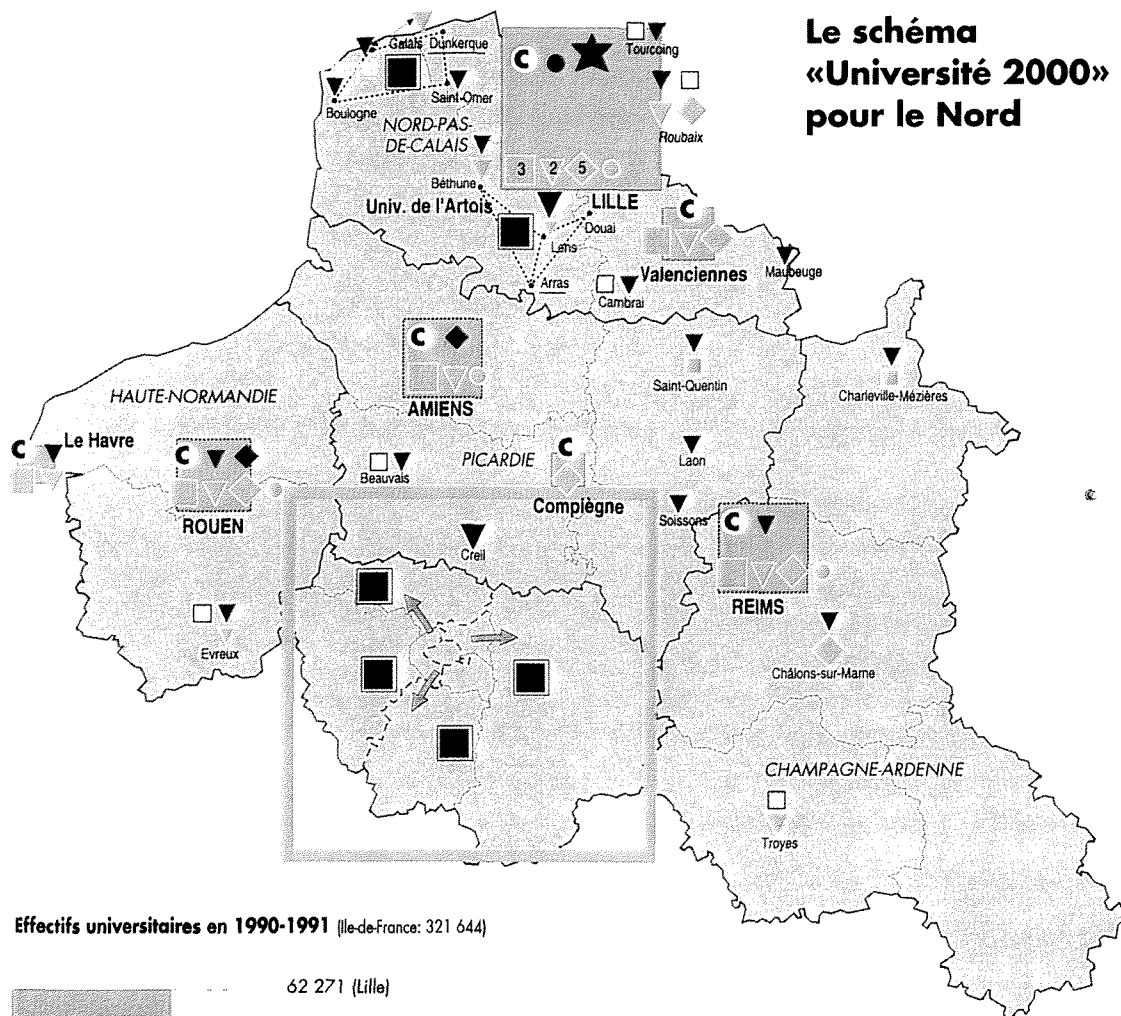 Le schéma
«Université 2000»
pour le Nord
Calais
Dunkerque
Saint-Omer
Boulogne
NORD-PAS-
DE-CALAIS
C
Tourcoing
Roubaix
3 2 5
Béthune
Univ. de l'Artois
LILLE
Douai
Lens
Arras
C
Valenciennes
Maubeuge
Cambrai
C
AMIENS
Saint-Quentin
Charleville-Mézières
HAUTE-NORMANDIE
C
Le Havre
C
ROUEN
Beauvais
PICARDIE
C
Compiègne
Laon
Soissons
C
REIMS
Creil
Evreux
Châlons-sur-Marne
CHAMPAGNE-ARDENNE
Troyes
Effectifs universitaires en 1990-1991 (Ile-de-France: 321 644)
62 271 (Lille)